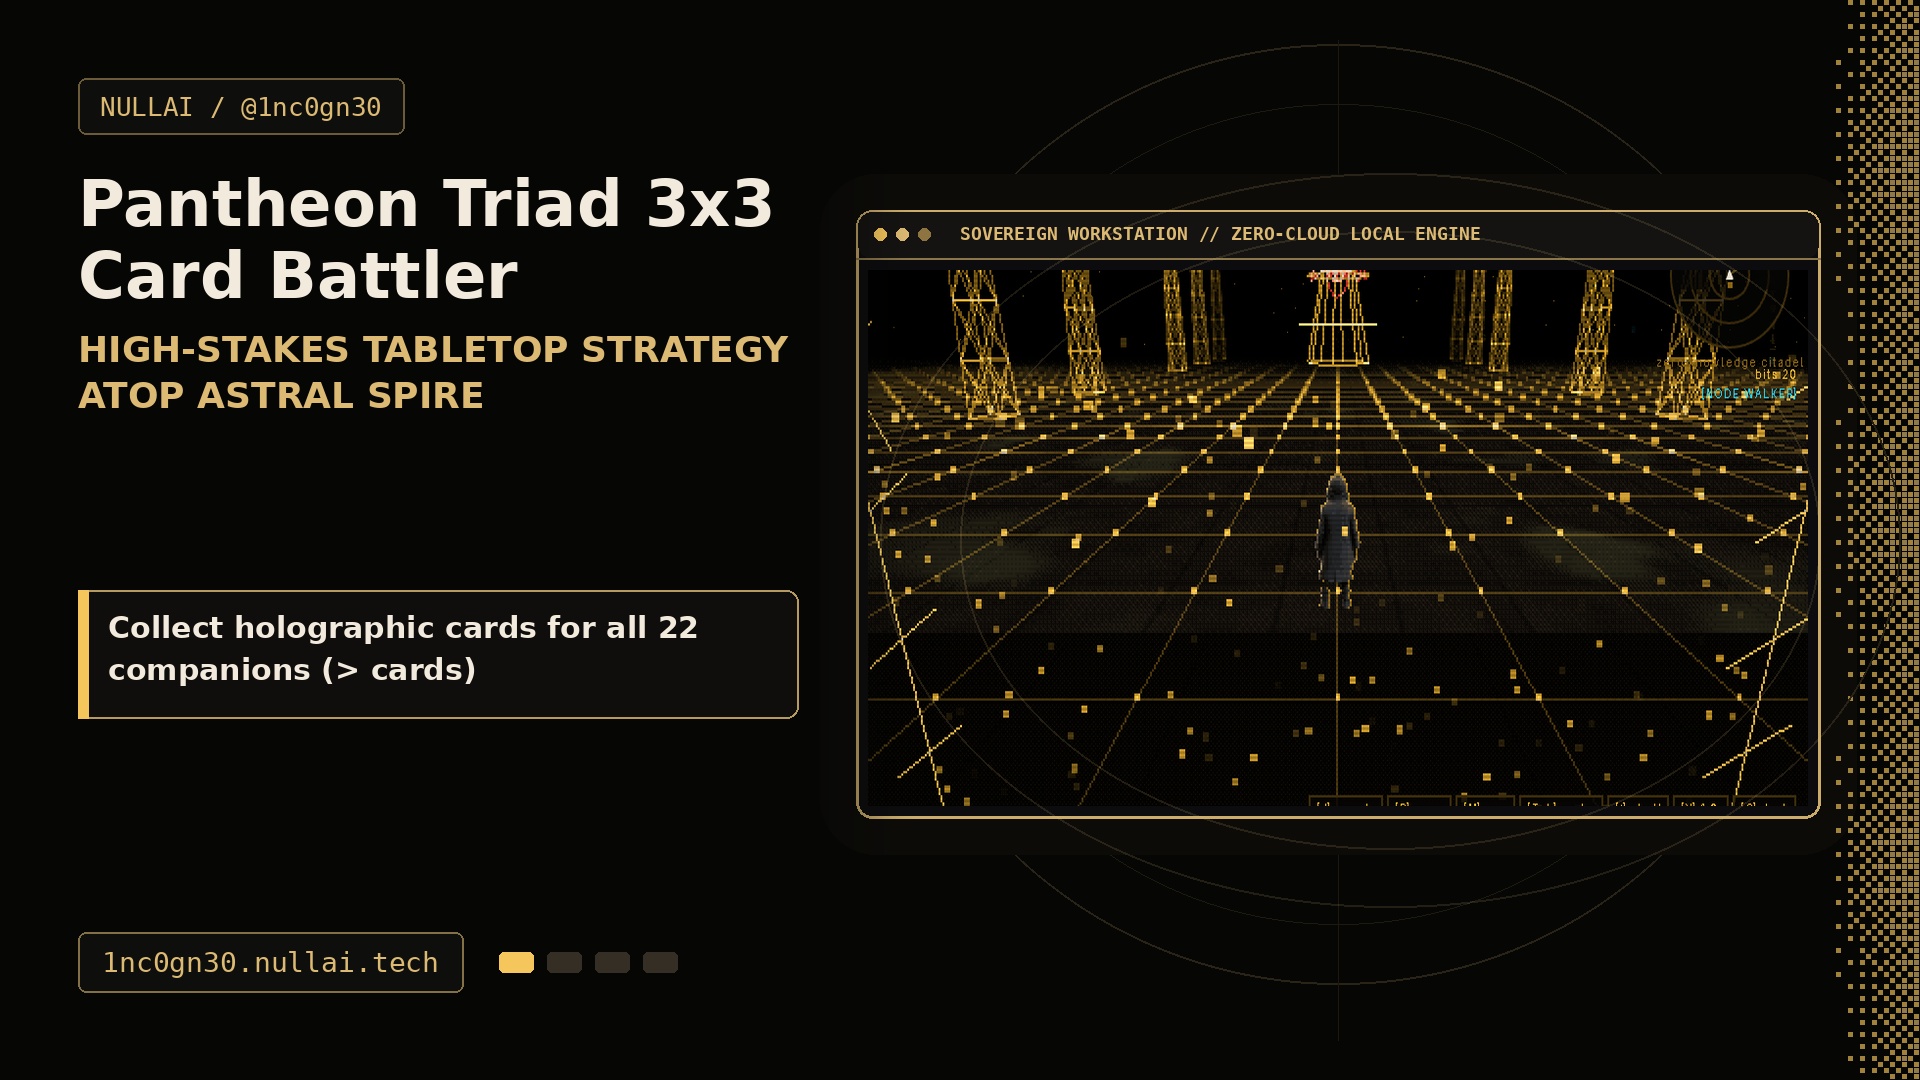 NULLAI / @1nc0gn30
Pantheon Triad 3x3
Card Battler
HIGH-STAKES TABLETOP STRATEGY
ATOP ASTRAL SPIRE
Collect holographic cards for all 22
companions (> cards)
1nc0gn30.nullai.tech
SOVEREIGN WORKSTATION // ZERO-CLOUD LOCAL ENGINE
citadel
bits 20
[NODE WALKER]